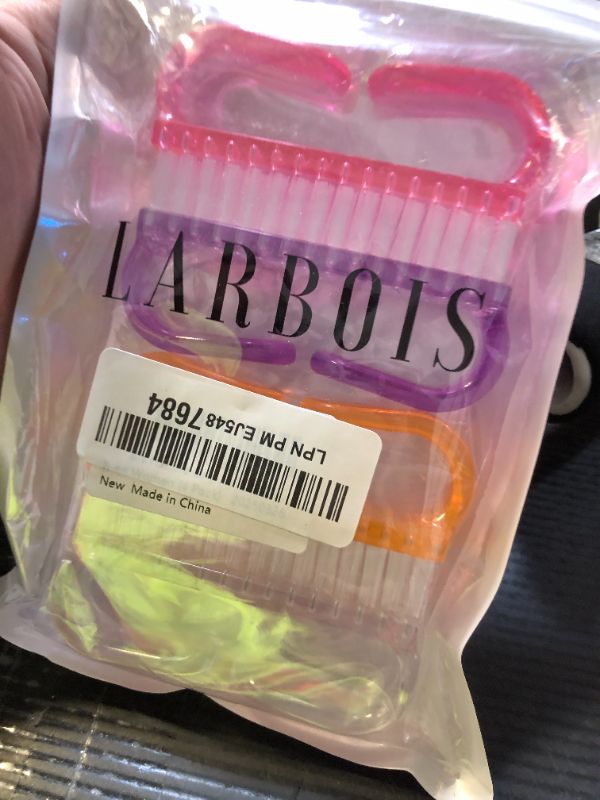 LARBOIS
LPN PM EJ548 7684
New Made in China